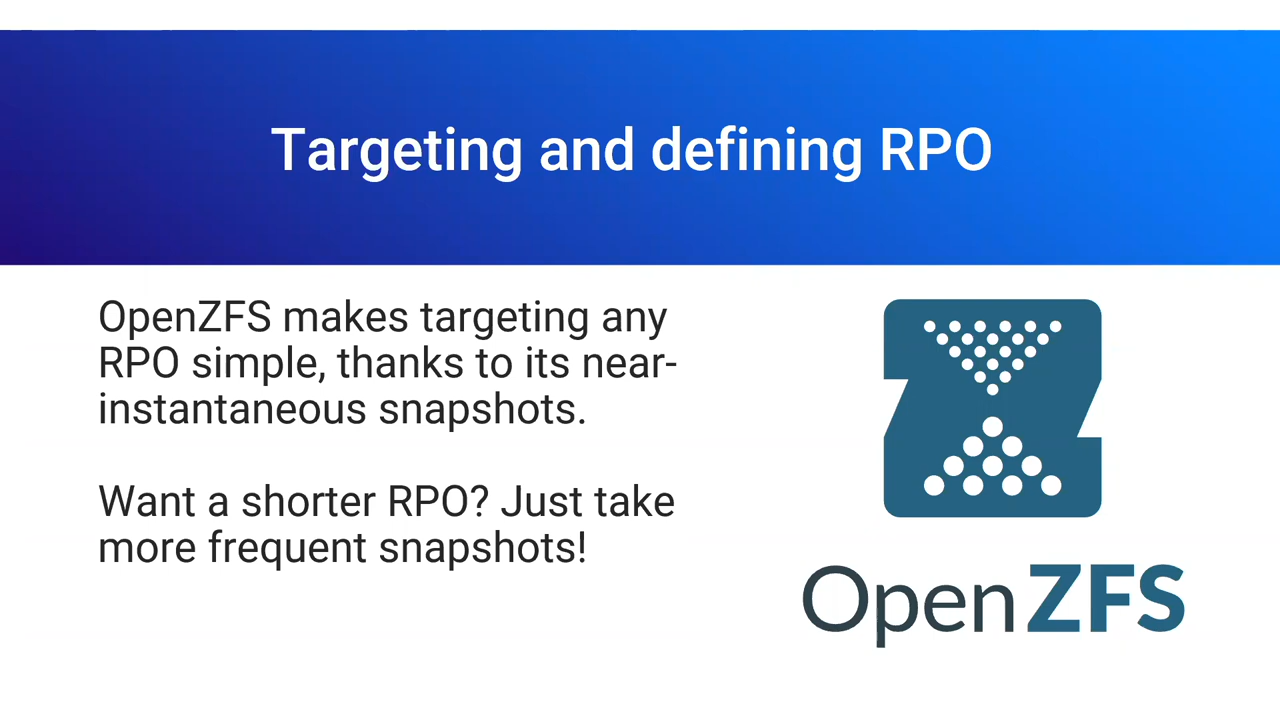 Targeting and defining RPO
OpenZFS makes targeting any
RPO simple, thanks to its near-
instantaneous snapshots.
Want a shorter RPO? Just take
more frequent snapshots!
OpenZFS